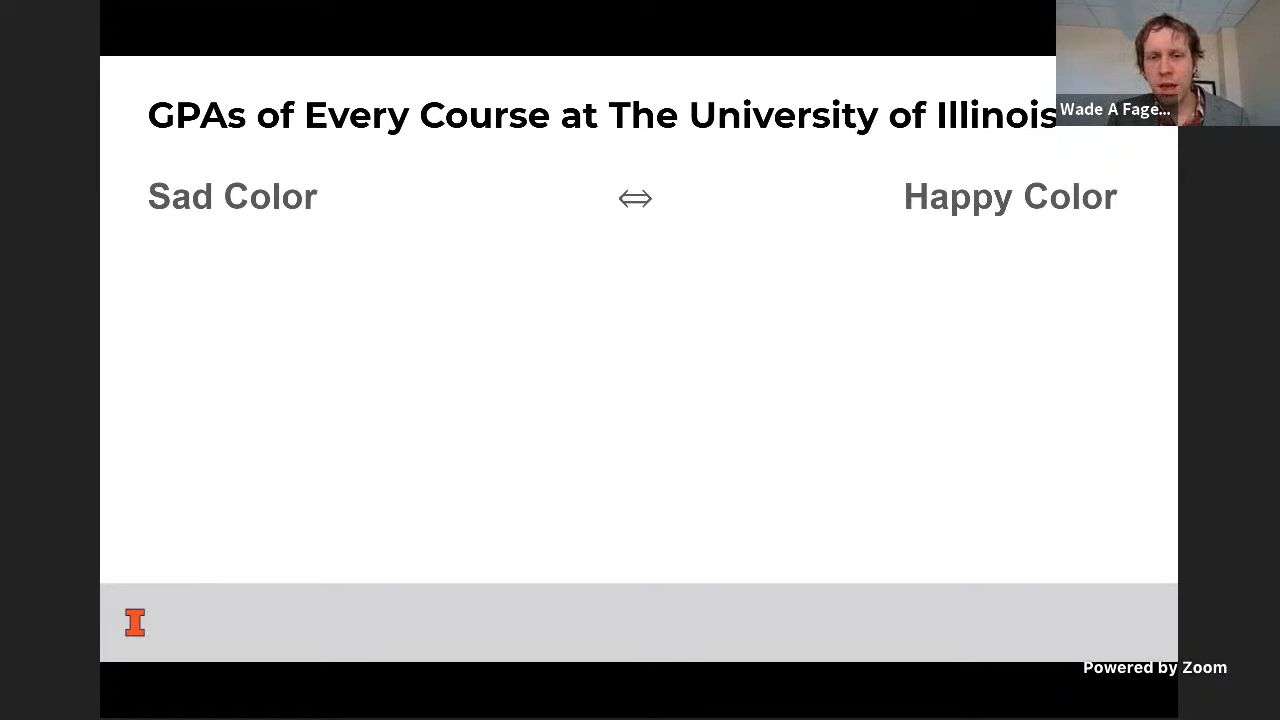 GPAs of Every Course at The University of Illinois
Wade A Fage...
Sad Color ⇔ Happy Color
I
Powered by Zoom